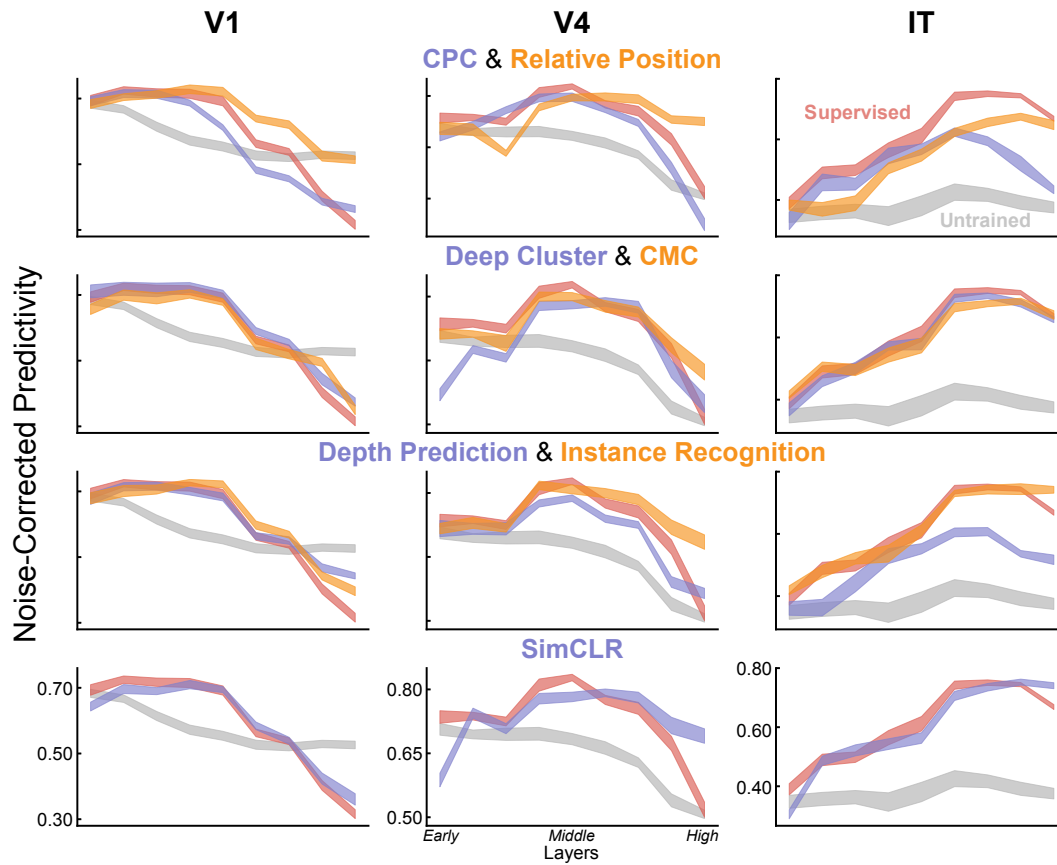 V1 V4 IT
CPC & Relative Position
Supervised
Untrained
Deep Cluster & CMC
Noise-Corrected Predictivity
Depth Prediction & Instance Recognition
SimCLR
0.70
0.50
0.30
0.80
0.65
0.50
0.80
0.40
Early Middle High
Layers